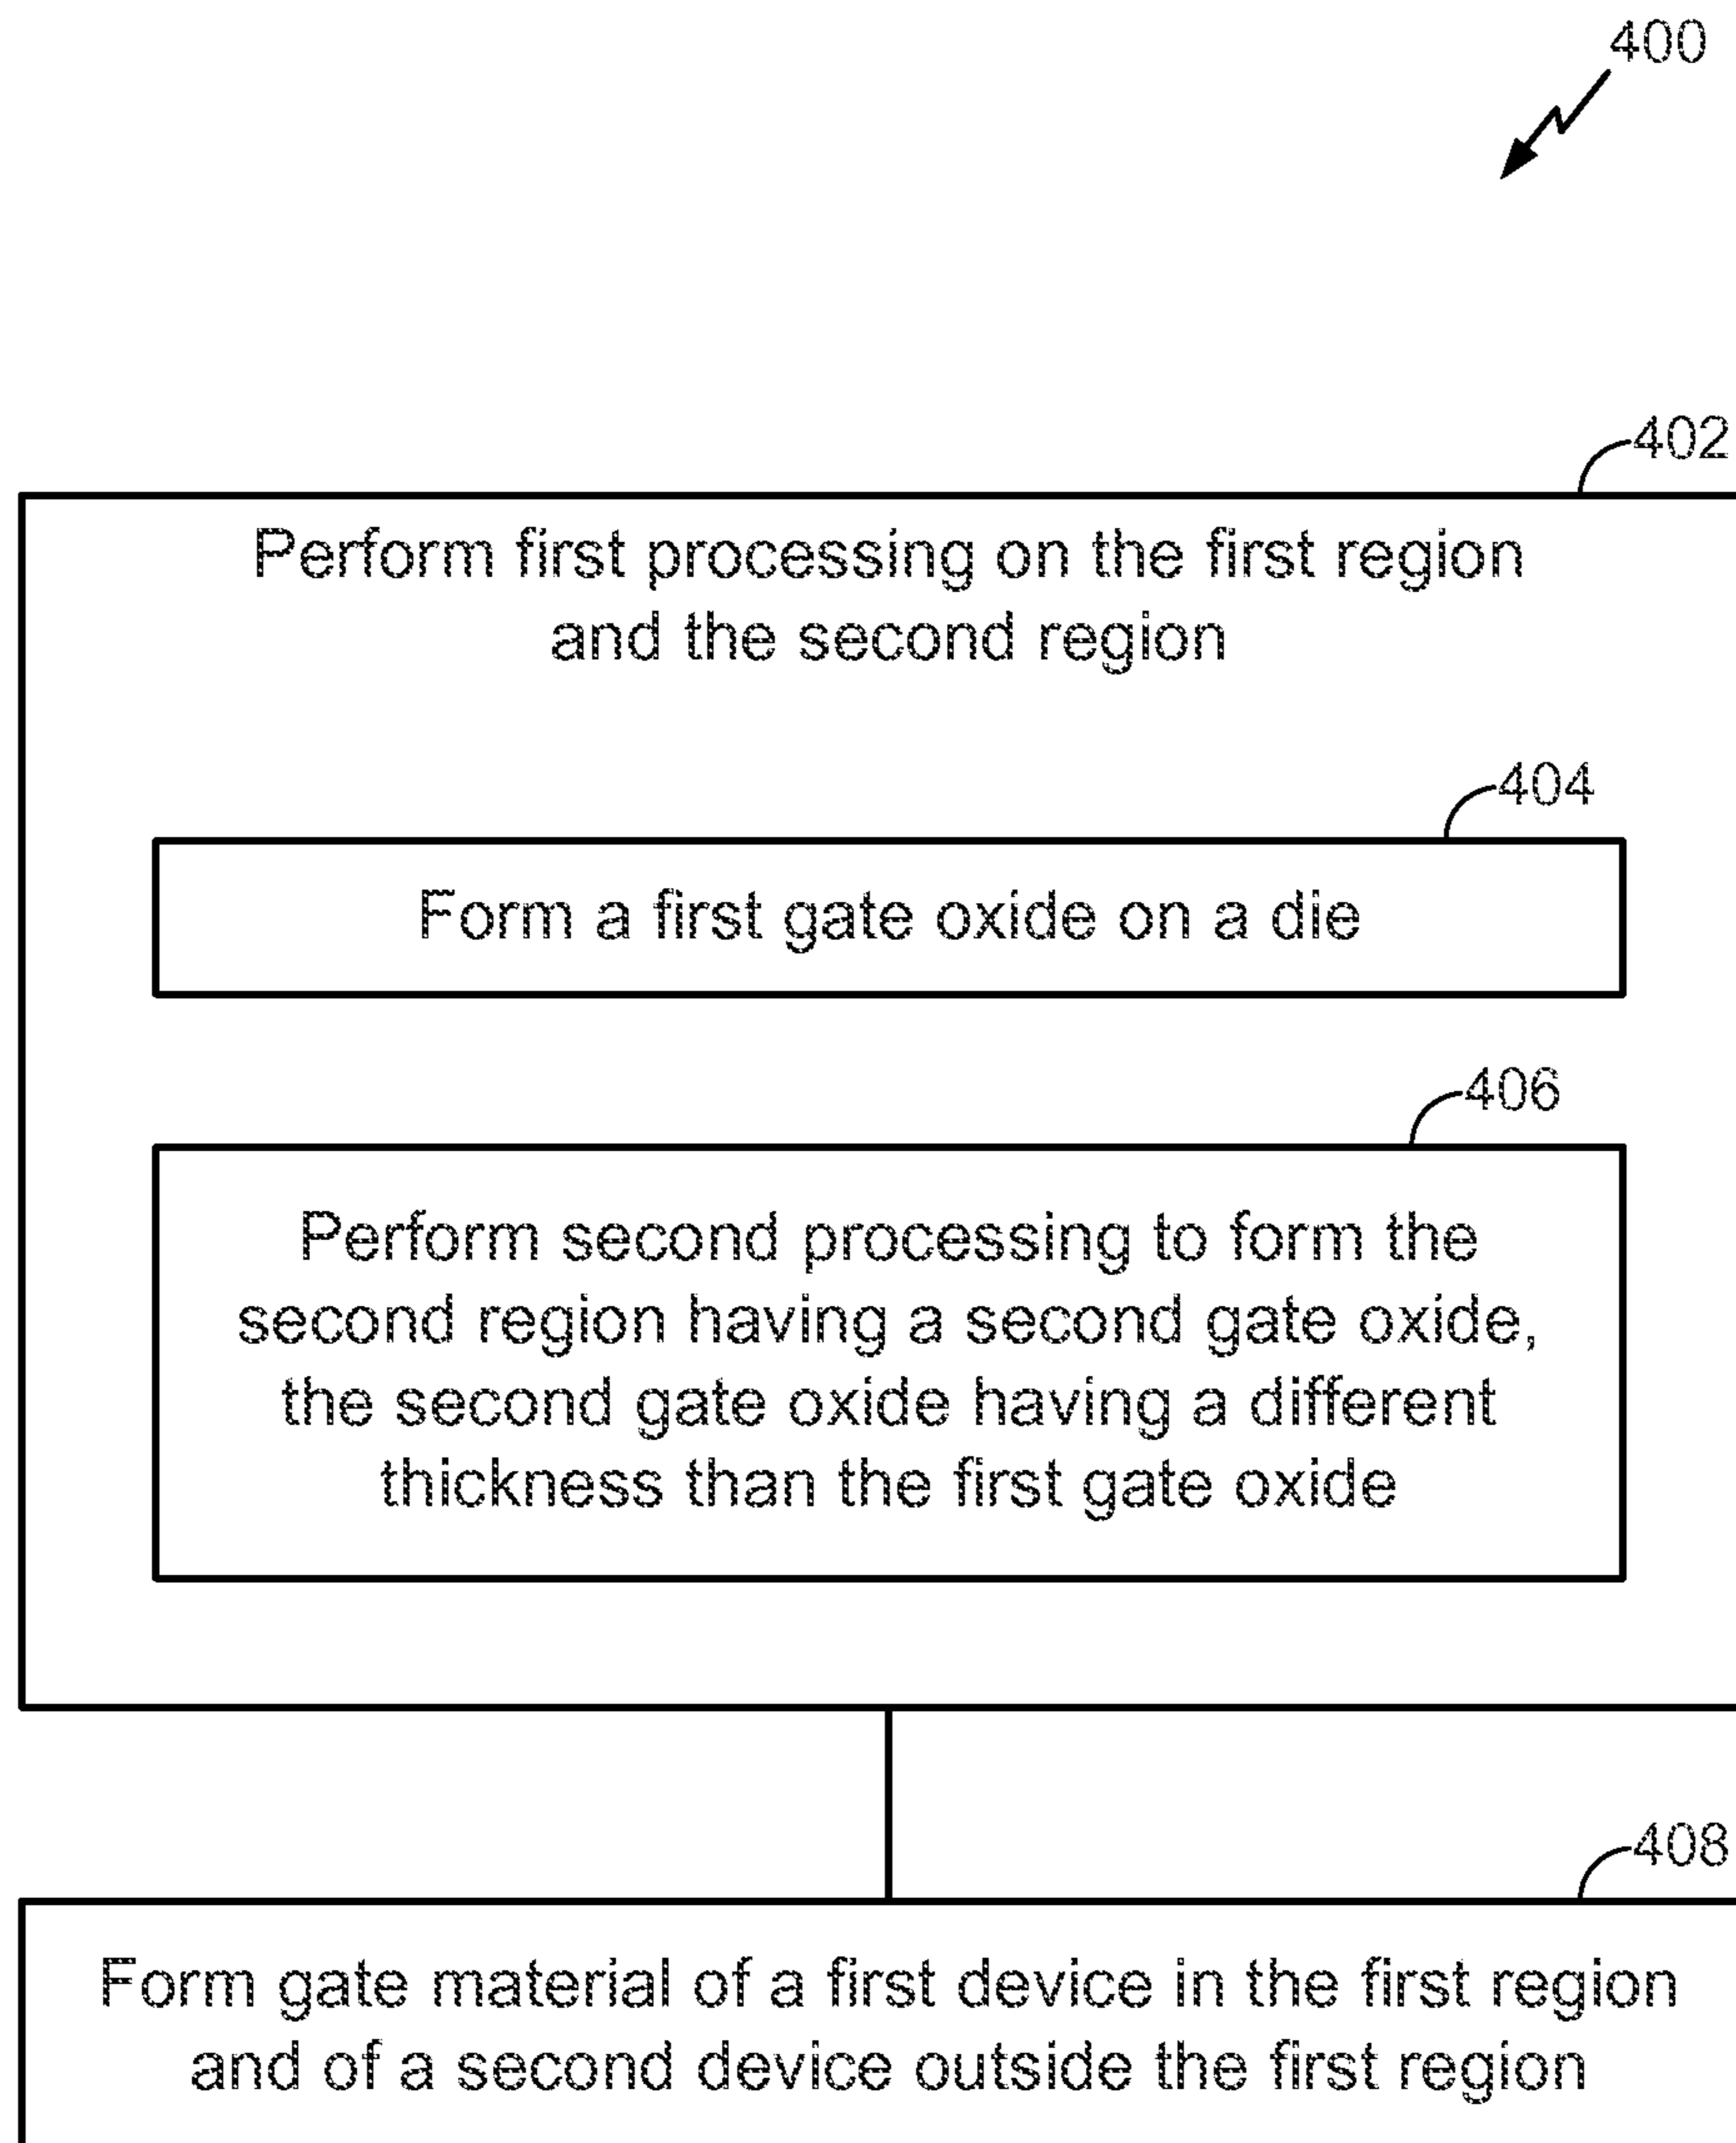 400
402
Perform first processing on the first region
and the second region
404
Form a first gate oxide on a die
406
Perform second processing to form the
second region having a second gate oxide,
the second gate oxide having a different
thickness than the first gate oxide
408
Form gate material of a first device in the first region
and of a second device outside the first region